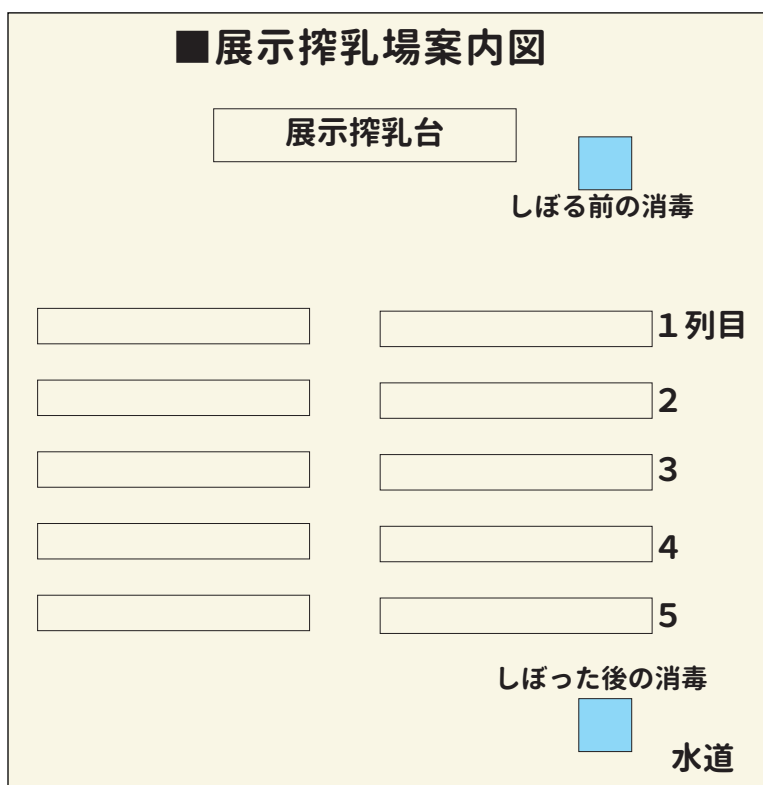 ■展示搾乳場案内図
展示搾乳台
しぼる前の消毒
１列目
２
３
４
５
しぼった後の消毒
水道